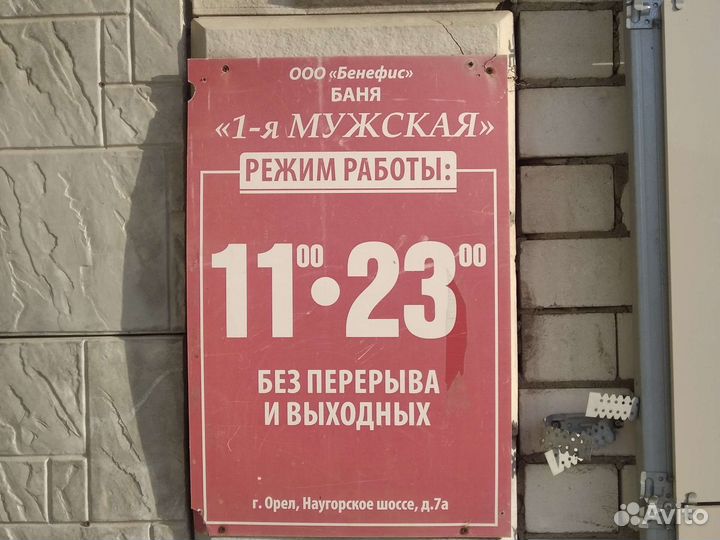 ООО «Бенефис»
БАНЯ
«1-я МУЖСКАЯ»
РЕЖИМ РАБОТЫ:
11⁰⁰•23⁰⁰
БЕЗ ПЕРЕРЫВА
И ВЫХОДНЫХ
г. Орел, Наугорское шоссе, д.7а
Avito